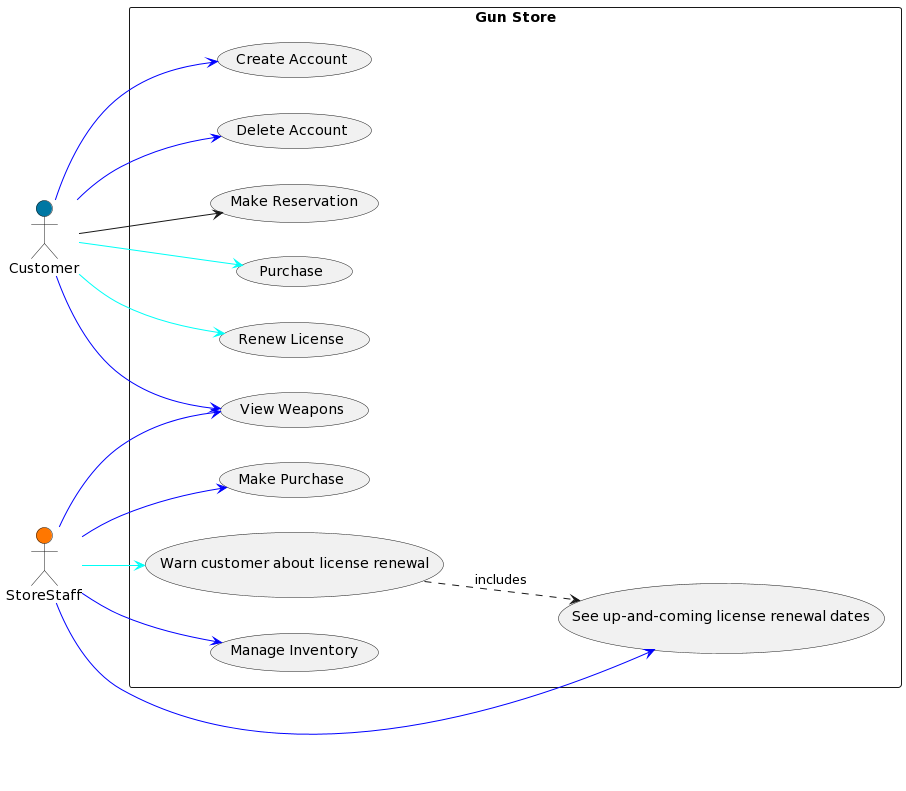 Gun Store
Create Account
Delete Account
Make Reservation
Customer
Purchase
Renew License
View Weapons
Make Purchase
StoreStaff
Warn customer about license renewal
includes
See up-and-coming license renewal dates
Manage Inventory